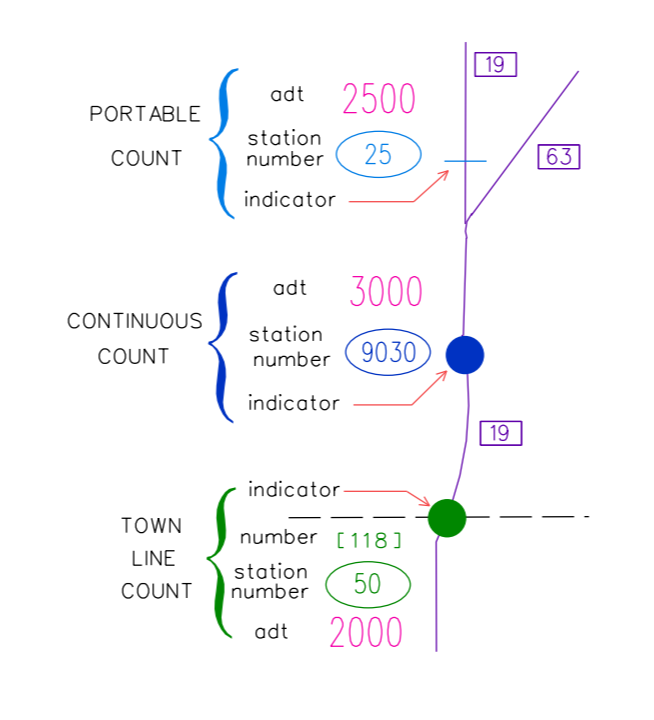 19
adt 2500
PORTABLE
COUNT
station
number 25
63
indicator
adt 3000
CONTINUOUS
COUNT
station
number 9030
indicator
19
indicator
TOWN
LINE
COUNT
number [118]
station
number 50
adt 2000